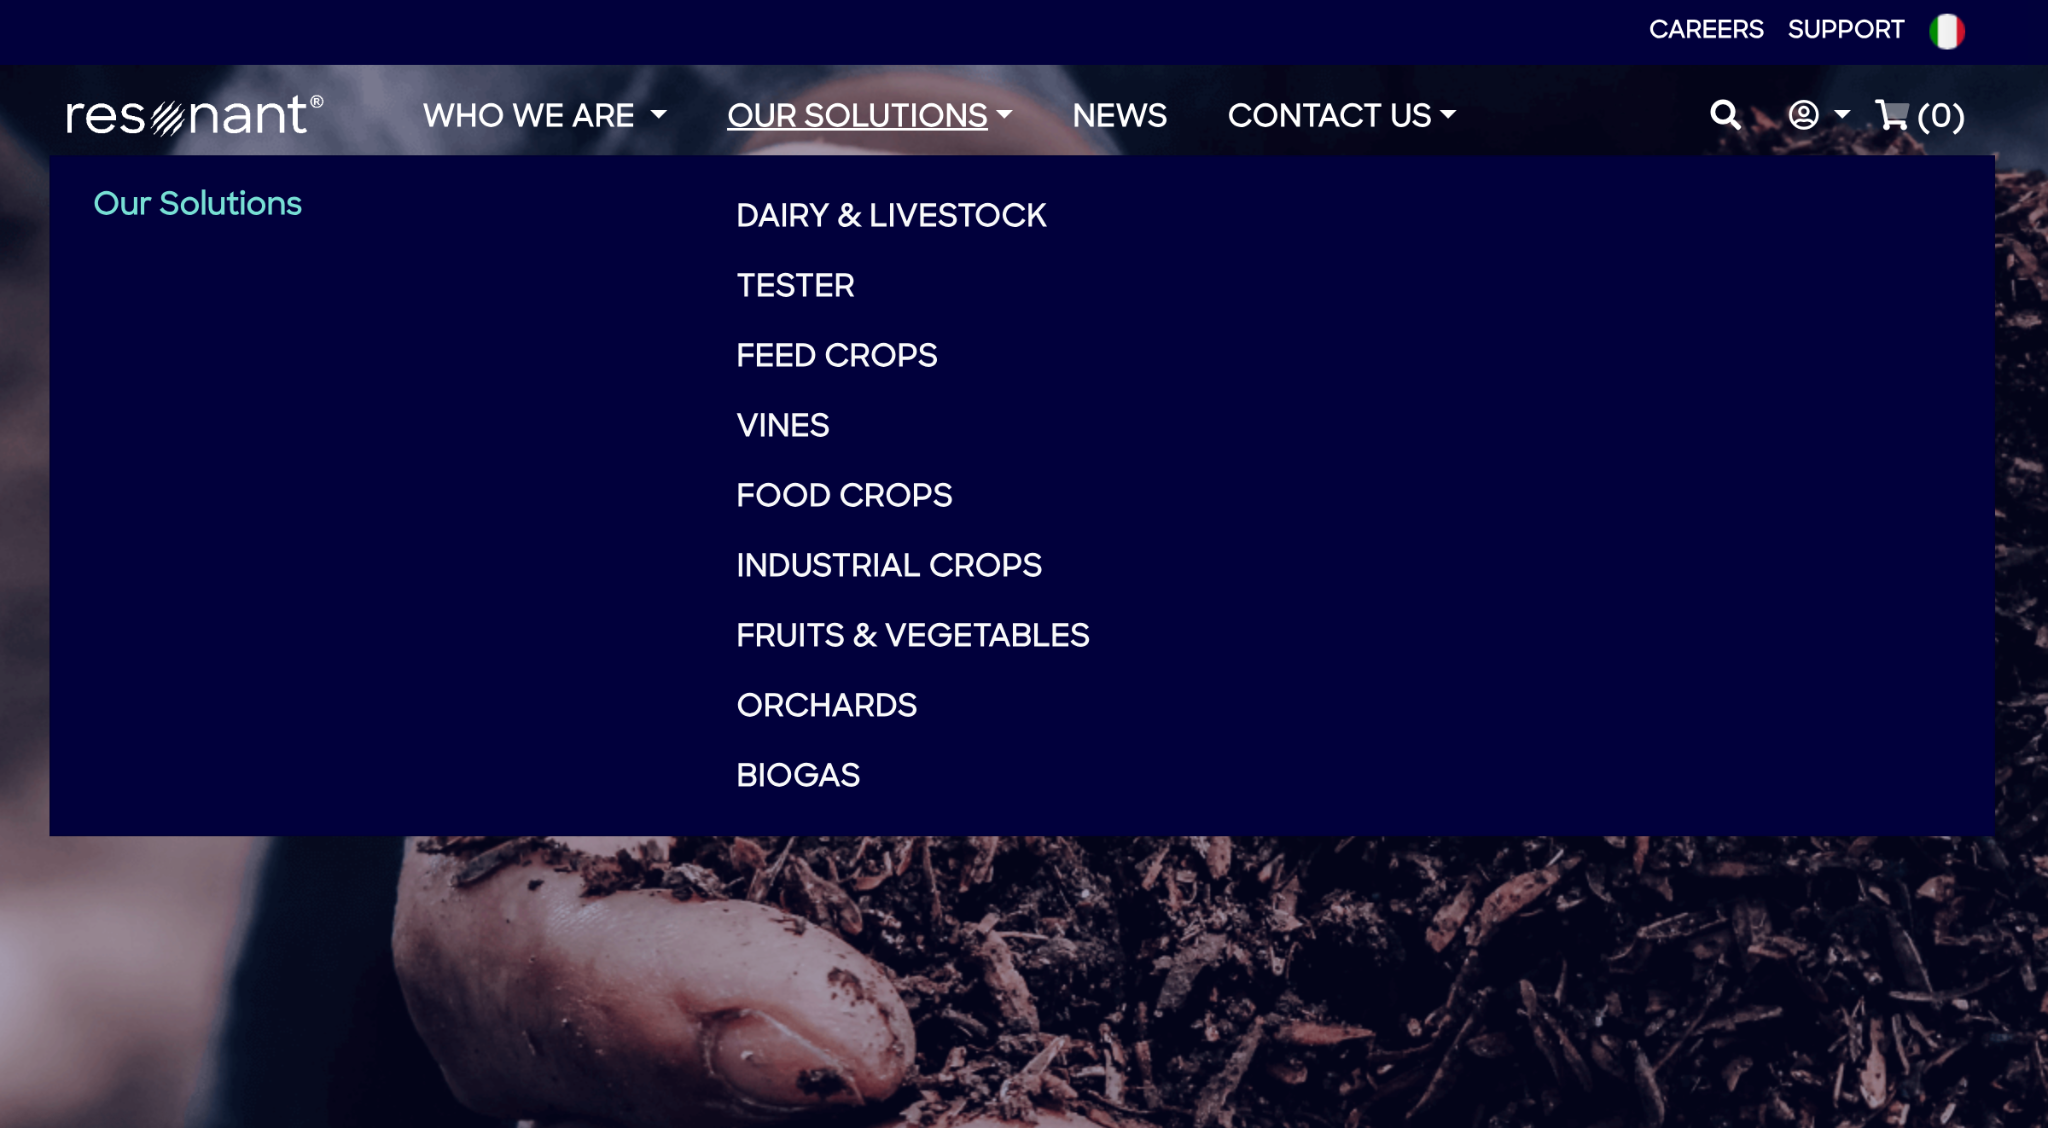 CAREERS SUPPORT
resonant®
WHO WE ARE OUR SOLUTIONS NEWS CONTACT US (0)
Our Solutions
DAIRY & LIVESTOCK
TESTER
FEED CROPS
VINES
FOOD CROPS
INDUSTRIAL CROPS
FRUITS & VEGETABLES
ORCHARDS
BIOGAS